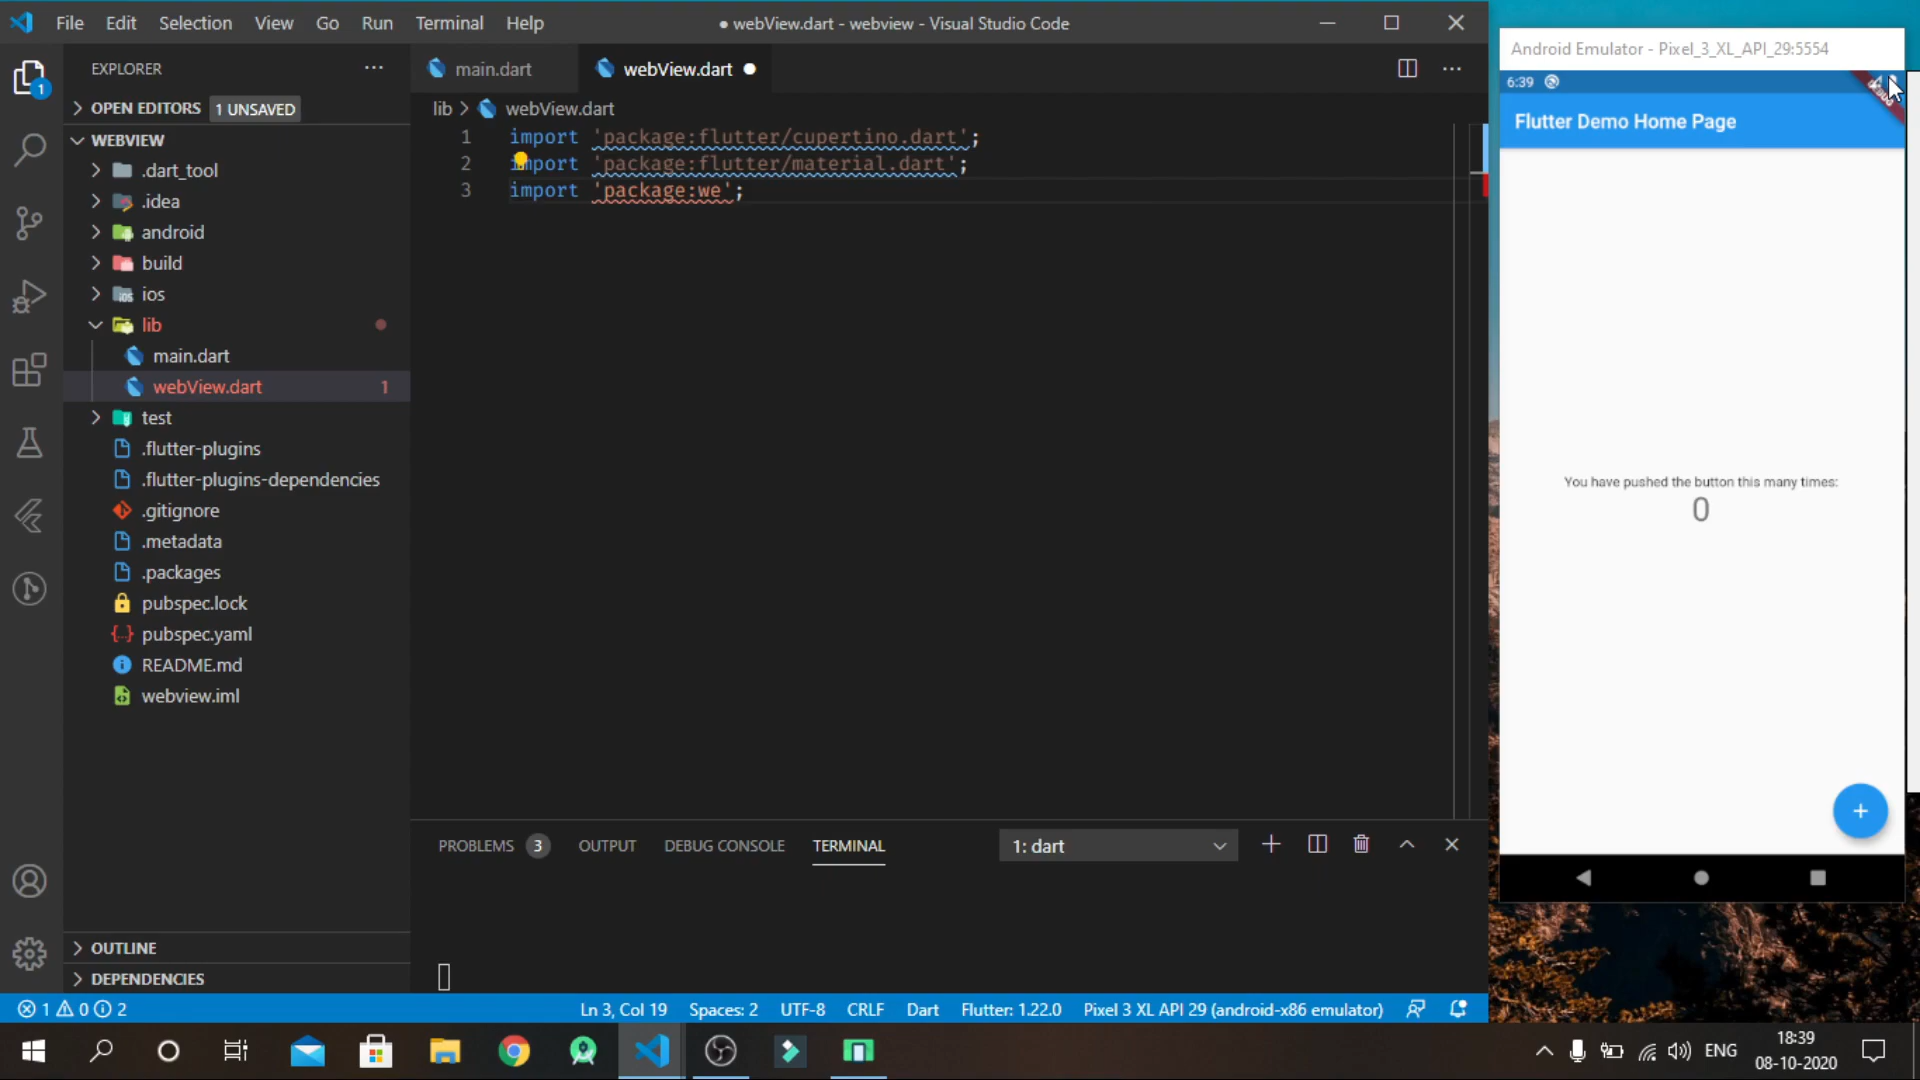 File Edit Selection View Go Run Terminal Help
● webView.dart - webview - Visual Studio Code
EXPLORER
OPEN EDITORS 1 UNSAVED
WEBVIEW
.dart_tool
.idea
android
build
ios
lib
main.dart
webView.dart 1
test
.flutter-plugins
.flutter-plugins-dependencies
.gitignore
.metadata
.packages
pubspec.lock
pubspec.yaml
README.md
webview.iml
OUTLINE
DEPENDENCIES
1
main.dart
webView.dart
lib > webView.dart
1 import 'package:flutter/cupertino.dart';
2 import 'package:flutter/material.dart';
3 import 'package:we';
PROBLEMS 3 OUTPUT DEBUG CONSOLE TERMINAL
1: dart
1 0 2
Ln 3, Col 19 Spaces: 2 UTF-8 CRLF Dart Flutter: 1.22.0 Pixel 3 XL API 29 (android-x86 emulator)
Android Emulator - Pixel_3_XL_API_29:5554
6:39
Flutter Demo Home Page
You have pushed the button this many times:
0
+
ENG
18:39
08-10-2020